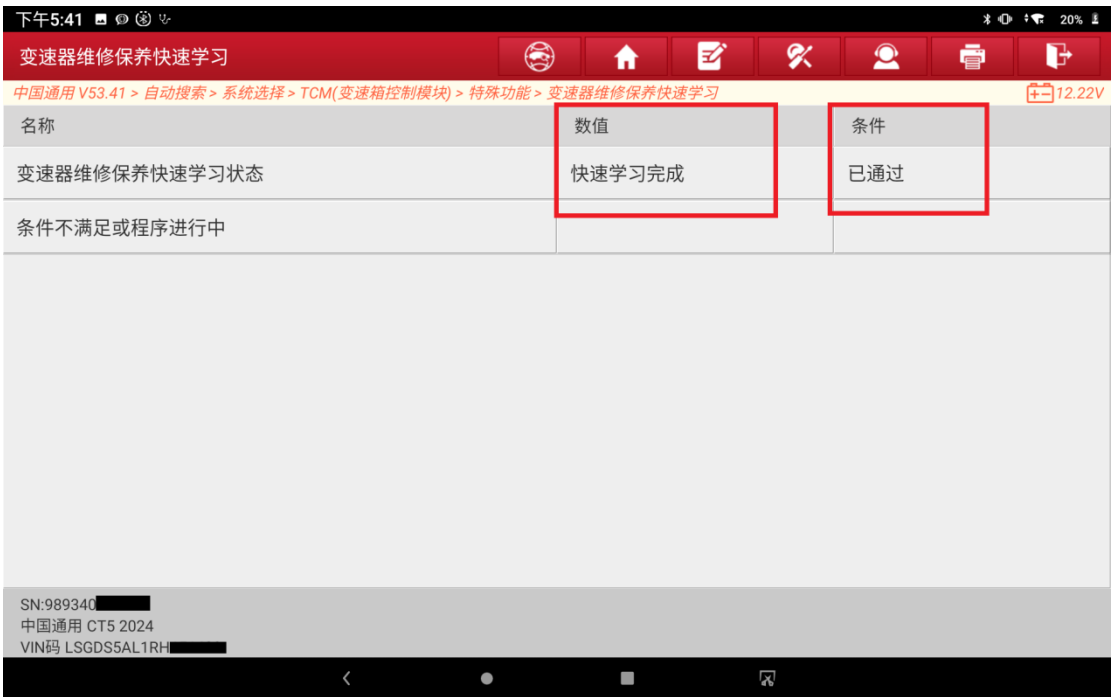 下午5:41
20%
变速器维修保养快速学习
中国通用 V53.41 > 自动搜索 > 系统选择 > TCM(变速箱控制模块) > 特殊功能 > 变速器维修保养快速学习
12.22V
名称 数值 条件
变速器维修保养快速学习状态 快速学习完成 已通过
条件不满足或程序进行中
SN:989340
中国通用 CT5 2024
VIN码 LSGDS5AL1RH